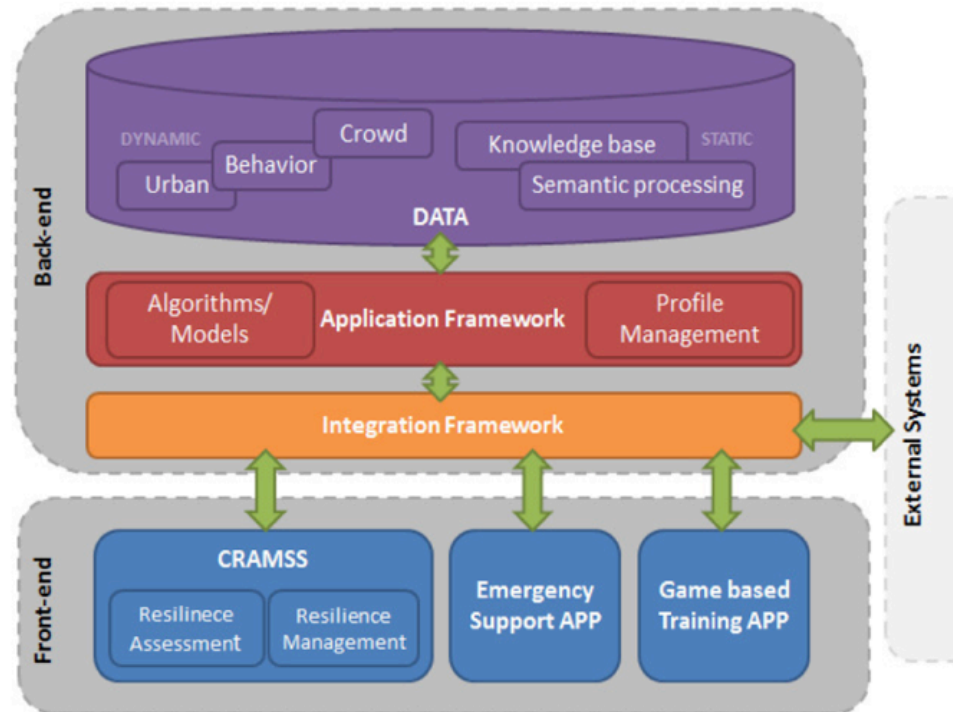 Back-end
DYNAMIC
Crowd
Behavior
Urban
Knowledge base
STATIC
Semantic processing
DATA
Algorithms/
Models
Application Framework
Profile
Management
Integration Framework
External Systems
Front-end
CRAMSS
Resilinece
Assessment
Resilience
Management
Emergency
Support APP
Game based
Training APP